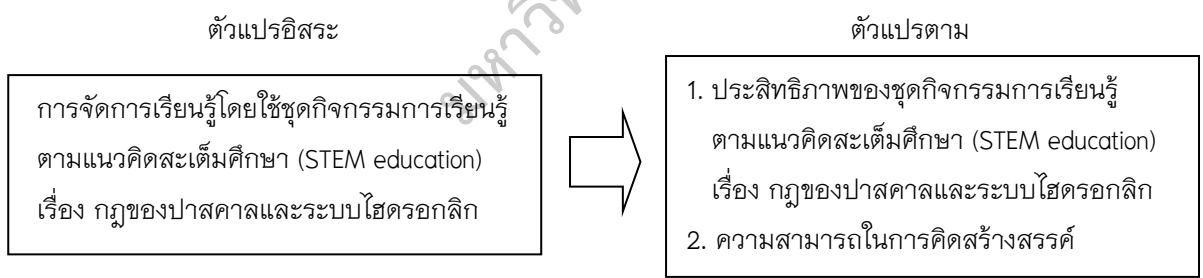 ตัวแปรอิสระ
การจัดการเรียนรู้โดยใช้ชุดกิจกรรมการเรียนรู้
ตามแนวคิดสะเต็มศึกษา (STEM education)
เรื่อง กฎของปาสคาลและระบบไฮดรอกลิก
ตัวแปรตาม
1. ประสิทธิภาพของชุดกิจกรรมการเรียนรู้
ตามแนวคิดสะเต็มศึกษา (STEM education)
เรื่อง กฎของปาสคาลและระบบไฮดรอกลิก
2. ความสามารถในการคิดสร้างสรรค์